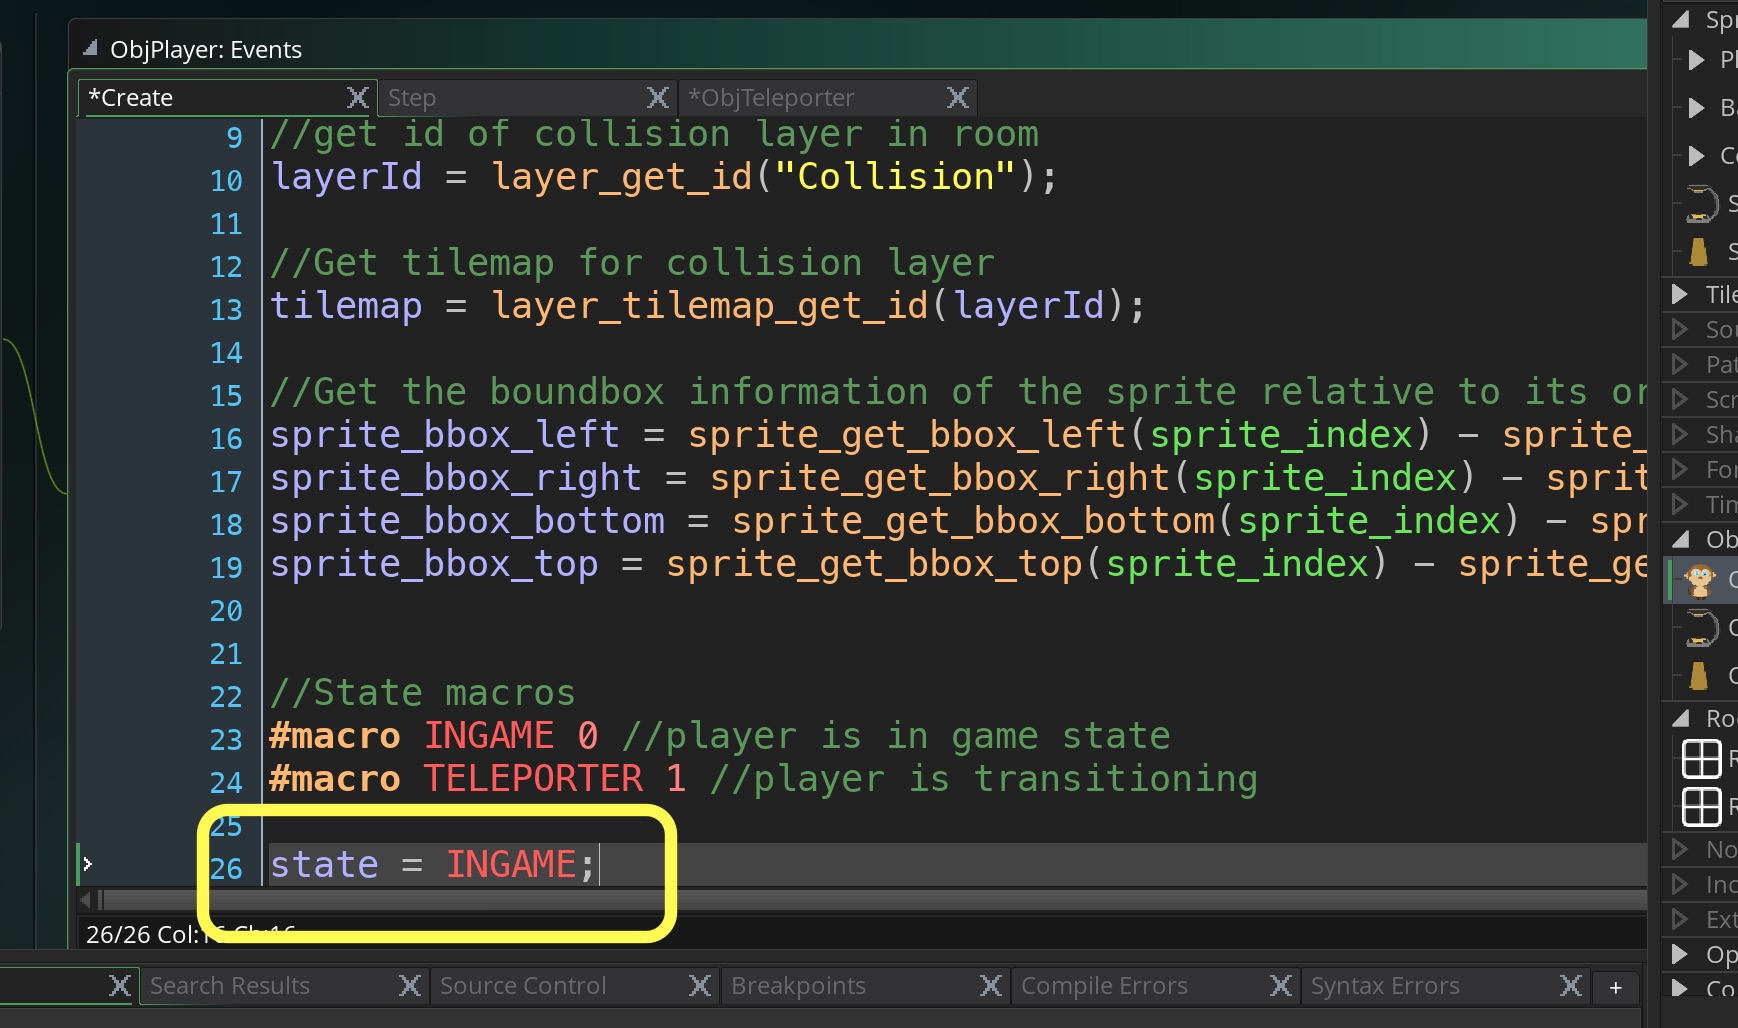 ObjPlayer: Events
*Create
Step
*ObjTeleporter
9 //get id of collision layer in room
10 layerId = layer_get_id("Collision");
11
12 //Get tilemap for collision layer
13 tilemap = layer_tilemap_get_id(layerId);
14
15 //Get the boundbox information of the sprite relative to its or
16 sprite_bbox_left = sprite_get_bbox_left(sprite_index) - sprite_
17 sprite_bbox_right = sprite_get_bbox_right(sprite_index) - sprit
18 sprite_bbox_bottom = sprite_get_bbox_bottom(sprite_index) - spr
19 sprite_bbox_top = sprite_get_bbox_top(sprite_index) - sprite_ge
20
21
22 //State macros
23 #macro INGAME 0 //player is in game state
24 #macro TELEPORTER 1 //player is transitioning
25
26 state = INGAME;
26/26 Col:16 Ch:16
Search Results
Source Control
Breakpoints
Compile Errors
Syntax Errors
+
Spr
Pl
Ba
Co
S
S
Tile
Sou
Pat
Scr
Sha
For
Tim
Ob
O
O
O
Roo
R
R
No
Inc
Ext
Op
Co